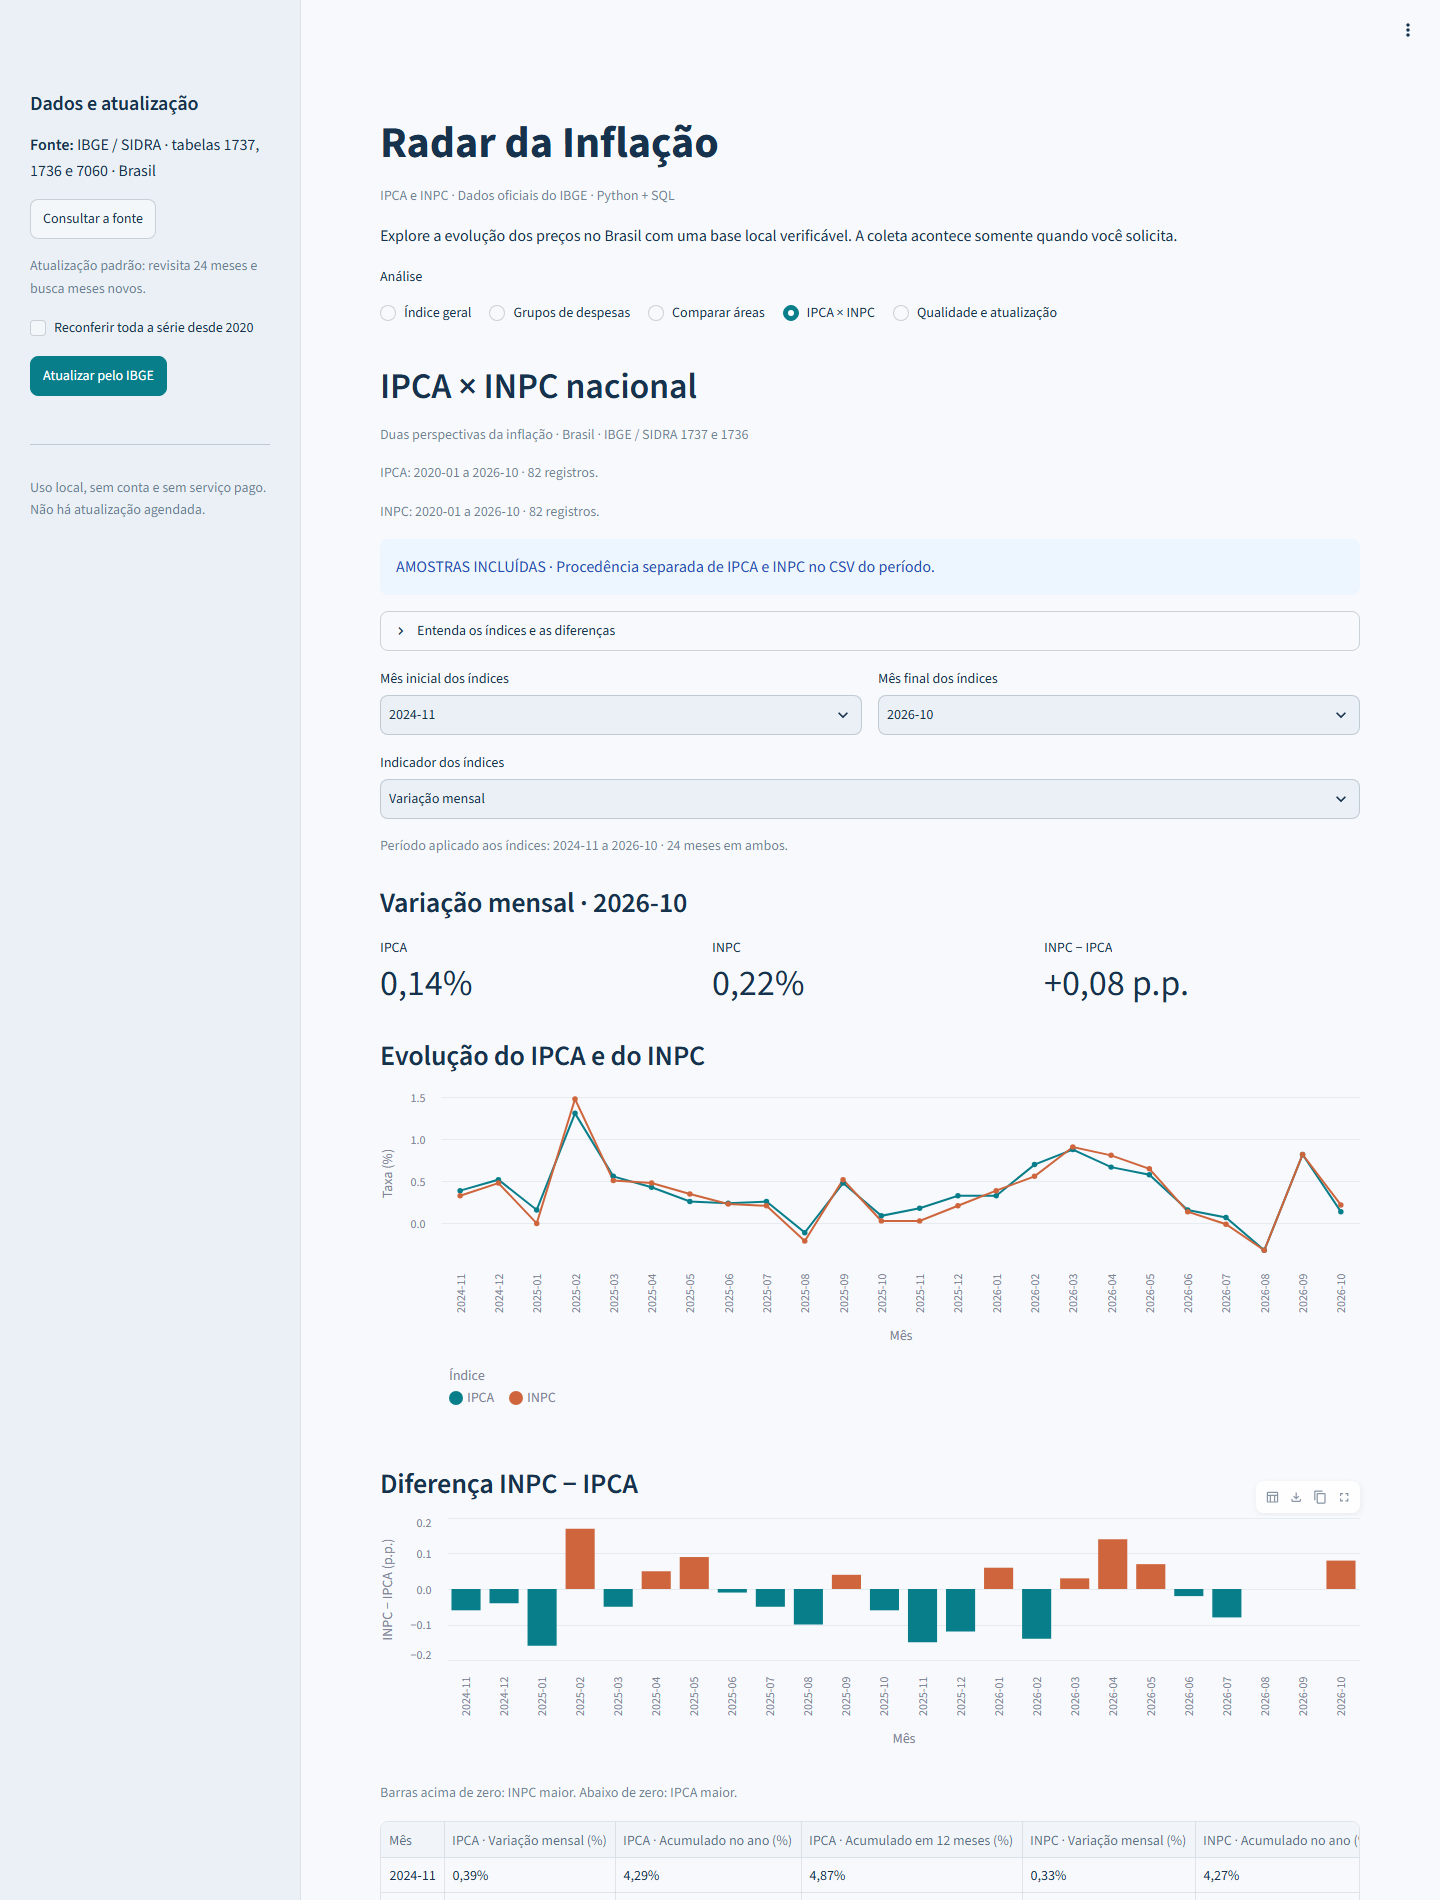 Dados e atualização
Fonte: IBGE / SIDRA · tabelas 1737,
1736 e 7060 · Brasil
Consultar a fonte
Atualização padrão: revisita 24 meses e
busca meses novos.
Reconferir toda a série desde 2020
Atualizar pelo IBGE
Uso local, sem conta e sem serviço pago.
Não há atualização agendada.
Radar da Inflação
IPCA e INPC · Dados oficiais do IBGE · Python + SQL
Explore a evolução dos preços no Brasil com uma base local verificável. A coleta acontece somente quando você solicita.
Análise
Índice geral Grupos de despesas Comparar áreas IPCA × INPC Qualidade e atualização
IPCA × INPC nacional
Duas perspectivas da inflação · Brasil · IBGE / SIDRA 1737 e 1736
IPCA: 2020-01 a 2026-10 · 82 registros.
INPC: 2020-01 a 2026-10 · 82 registros.
AMOSTRAS INCLUÍDAS · Procedência separada de IPCA e INPC no CSV do período.
Entenda os índices e as diferenças
Mês inicial dos índices Mês final dos índices
2024-11 2026-10
Indicador dos índices
Variação mensal
Período aplicado aos índices: 2024-11 a 2026-10 · 24 meses em ambos.
Variação mensal · 2026-10
IPCA INPC INPC − IPCA
0,14% 0,22% +0,08 p.p.
Evolução do IPCA e do INPC
Taxa (%)
1.5
1.0
0.5
0.0
2024-11 2024-12 2025-01 2025-02 2025-03 2025-04 2025-05 2025-06 2025-07 2025-08 2025-09 2025-10 2025-11 2025-12 2026-01 2026-02 2026-03 2026-04 2026-05 2026-06 2026-07 2026-08 2026-09 2026-10
Mês
Índice
IPCA INPC
Diferença INPC − IPCA
INPC − IPCA (p.p.)
0.2
0.1
0.0
−0.1
−0.2
2024-11 2024-12 2025-01 2025-02 2025-03 2025-04 2025-05 2025-06 2025-07 2025-08 2025-09 2025-10 2025-11 2025-12 2026-01 2026-02 2026-03 2026-04 2026-05 2026-06 2026-07 2026-08 2026-09 2026-10
Mês
Barras acima de zero: INPC maior. Abaixo de zero: IPCA maior.
Mês IPCA · Variação mensal (%) IPCA · Acumulado no ano (%) IPCA · Acumulado em 12 meses (%) INPC · Variação mensal (%) INPC · Acumulado no ano (
2024-11 0,39% 4,29% 4,87% 0,33% 4,27%